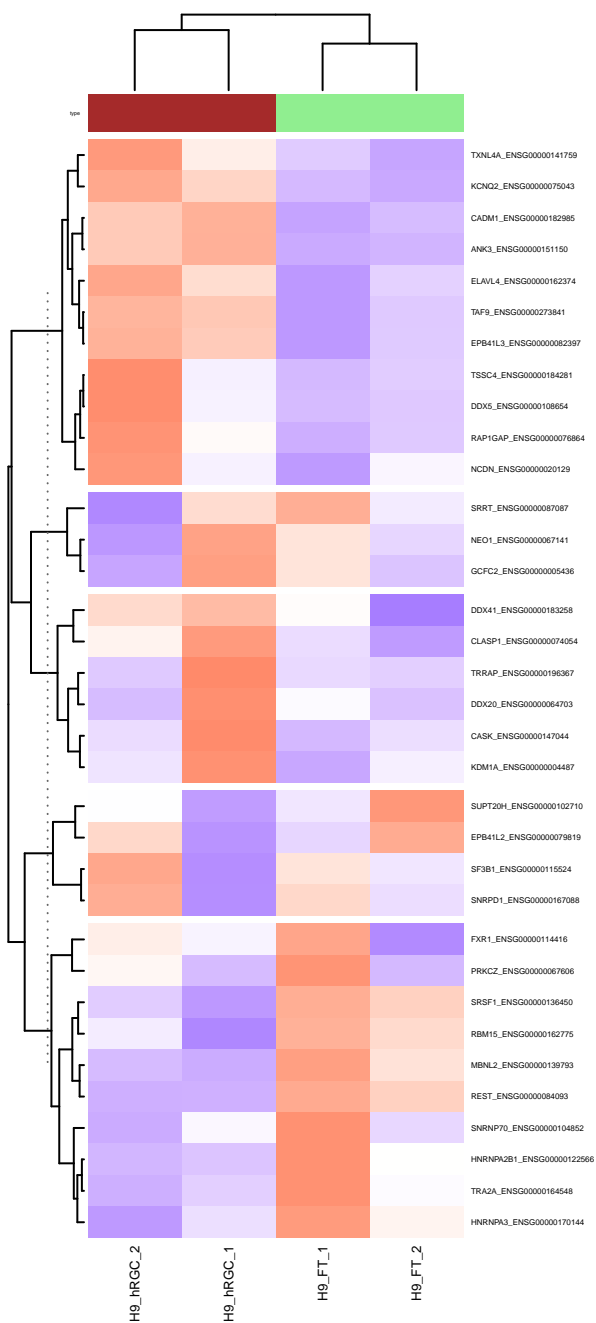 type
TXNL4A_ENSG00000141759
KCNQ2_ENSG00000075043
CADM1_ENSG00000182985
ANK3_ENSG00000151150
ELAVL4_ENSG00000162374
TAF9_ENSG00000273841
EPB41L3_ENSG00000082397
TSSC4_ENSG00000184281
DDX5_ENSG00000108654
RAP1GAP_ENSG00000076864
NCDN_ENSG00000020129
SRRT_ENSG00000087087
NEO1_ENSG00000067141
GCFC2_ENSG00000005436
DDX41_ENSG00000183258
CLASP1_ENSG00000074054
TRRAP_ENSG00000196367
DDX20_ENSG00000064703
CASK_ENSG00000147044
KDM1A_ENSG00000004487
SUPT20H_ENSG00000102710
EPB41L2_ENSG00000079819
SF3B1_ENSG00000115524
SNRPD1_ENSG00000167088
FXR1_ENSG00000114416
PRKCZ_ENSG00000067606
SRSF1_ENSG00000136450
RBM15_ENSG00000162775
MBNL2_ENSG00000139793
REST_ENSG00000084093
SNRNP70_ENSG00000104852
HNRNPA2B1_ENSG00000122566
TRA2A_ENSG00000164548
HNRNPA3_ENSG00000170144
H9_hRGC_2
H9_hRGC_1
H9_FT_1
H9_FT_2